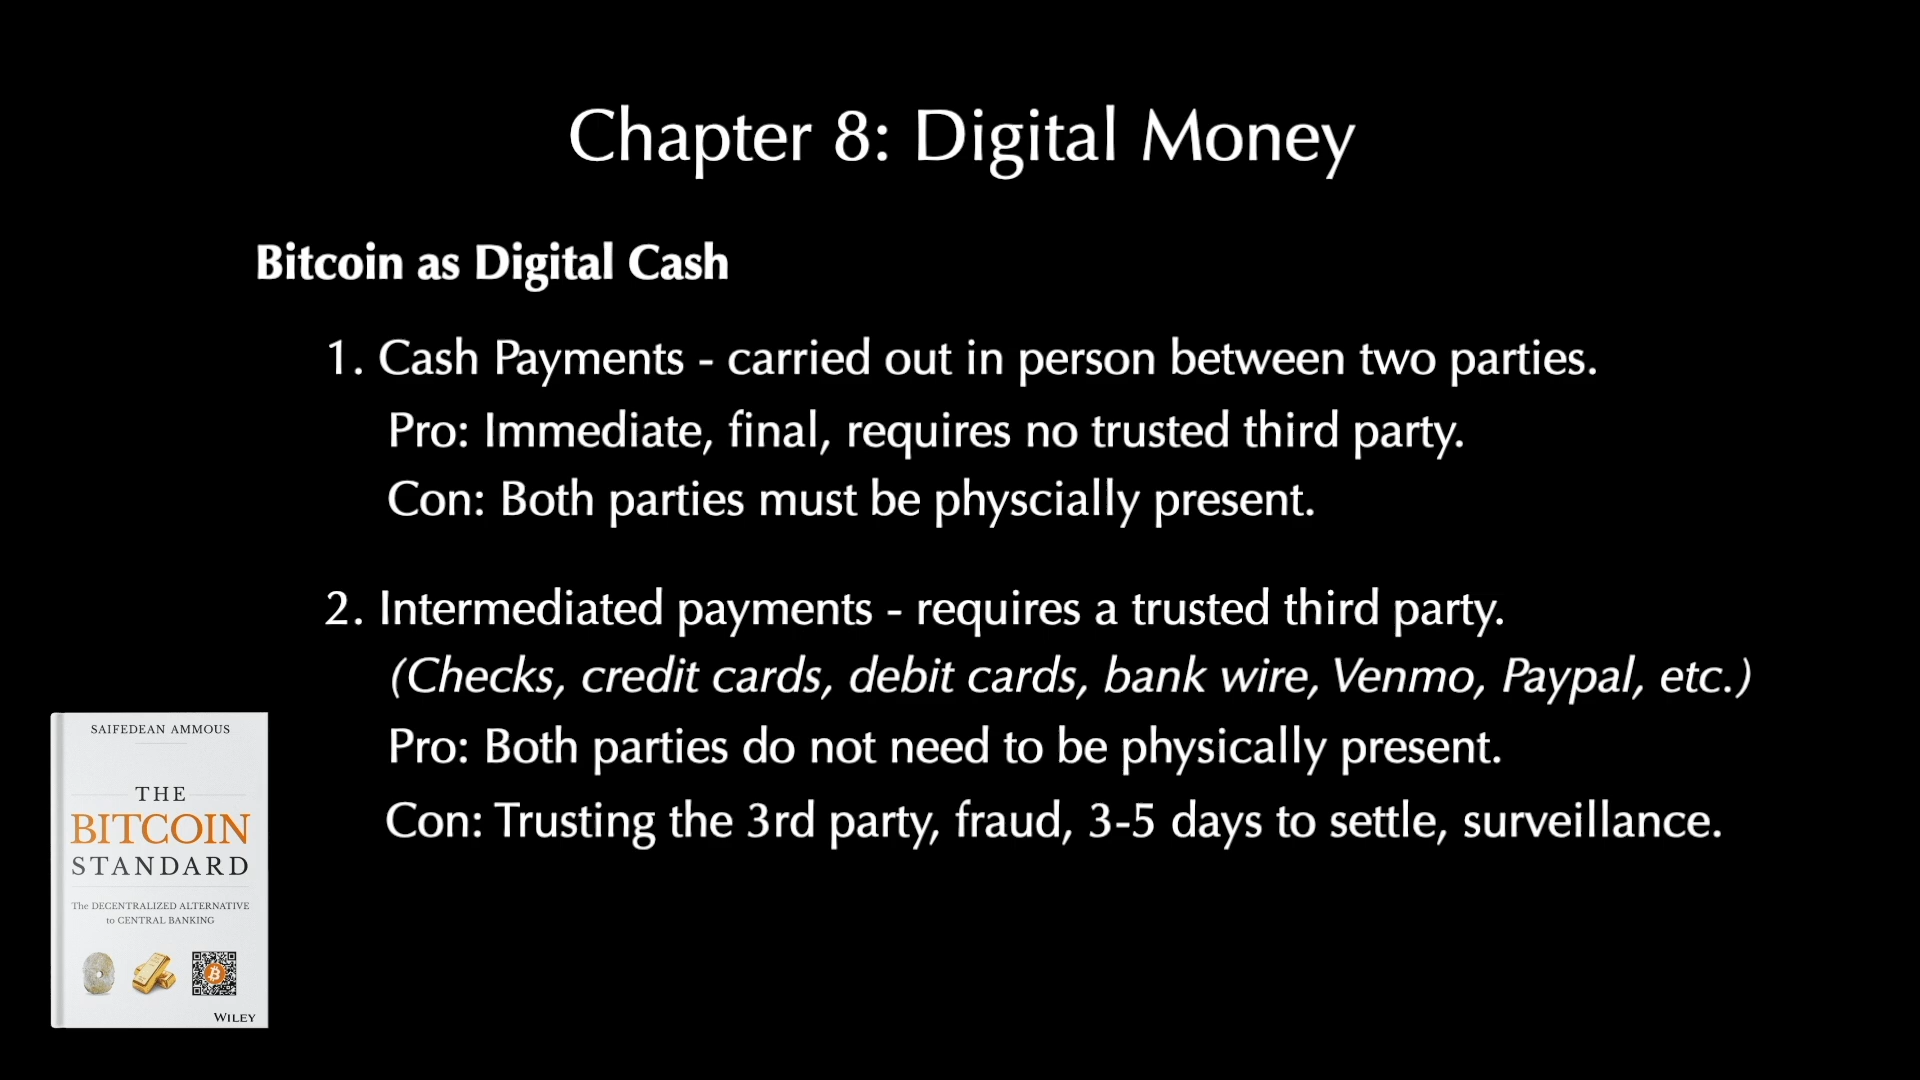 Chapter 8: Digital Money
Bitcoin as Digital Cash
1. Cash Payments - carried out in person between two parties.
Pro: Immediate, final, requires no trusted third party.
Con: Both parties must be physcially present.
2. Intermediated payments - requires a trusted third party.
(Checks, credit cards, debit cards, bank wire, Venmo, Paypal, etc.)
Pro: Both parties do not need to be physically present.
Con: Trusting the 3rd party, fraud, 3-5 days to settle, surveillance.
SAIFEDEAN AMMOUS
THE
BITCOIN
STANDARD
The DECENTRALIZED ALTERNATIVE
to CENTRAL BANKING
WILEY